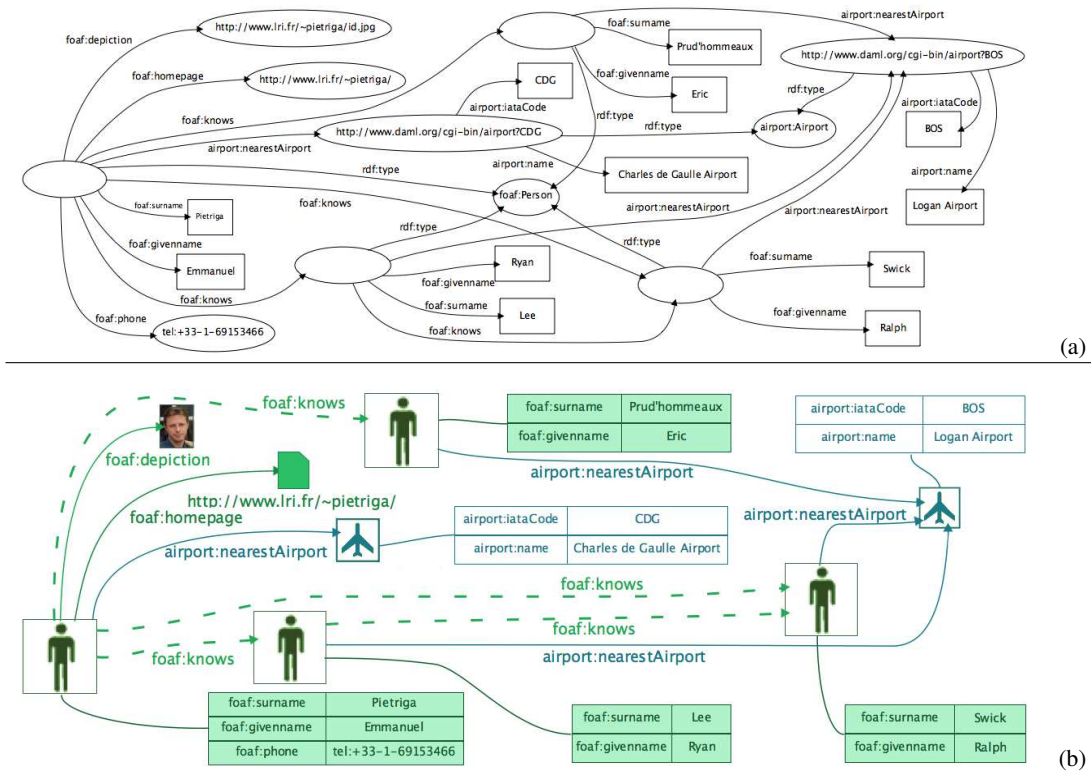 airport:nearestAirport
foaf:surname
http://www.lri.fr/~pietriga/id.jpg
foaf:depiction
Prud'hommeaux
http://www.daml.org/cgi-bin/airport?BOS
foaf:homepage
http://www.lri.fr/~pietriga/
CDG
foaf:givenname
Eric
rdf:type
airport:iataCode
foaf:knows
airport:iataCode
http://www.daml.org/cgi-bin/airport?CDG
rdf:type
rdf:type
airport:Airport
BOS
airport:nearestAirport
rdf:type
airport:name
Charles de Gaulle Airport
airport:name
foaf:Person
foaf:knows
airport:nearestAirport
airport:nearestAirport
Logan Airport
foaf:surname
Pietriga
rdf:type
rdf:type
foaf:givenname
Emmanuel
Ryan
foaf:surname
Swick
foaf:givenname
foaf:knows
foaf:surname
Lee
foaf:givenname
Ralph
foaf:phone
tel:+33-1-69153466
foaf:knows
(a)
foaf:knows
foaf:surname Prud'hommeaux
foaf:givenname Eric
airport:iataCode BOS
airport:name Logan Airport
foaf:depiction
airport:nearestAirport
http://www.lri.fr/~pietriga/
foaf:homepage
airport:nearestAirport
airport:iataCode CDG
airport:name Charles de Gaulle Airport
airport:nearestAirport
foaf:knows
foaf:knows
foaf:knows
airport:nearestAirport
foaf:surname Pietriga
foaf:givenname Emmanuel
foaf:phone tel:+33-1-69153466
foaf:surname Lee
foaf:givenname Ryan
foaf:surname Swick
foaf:givenname Ralph
(b)